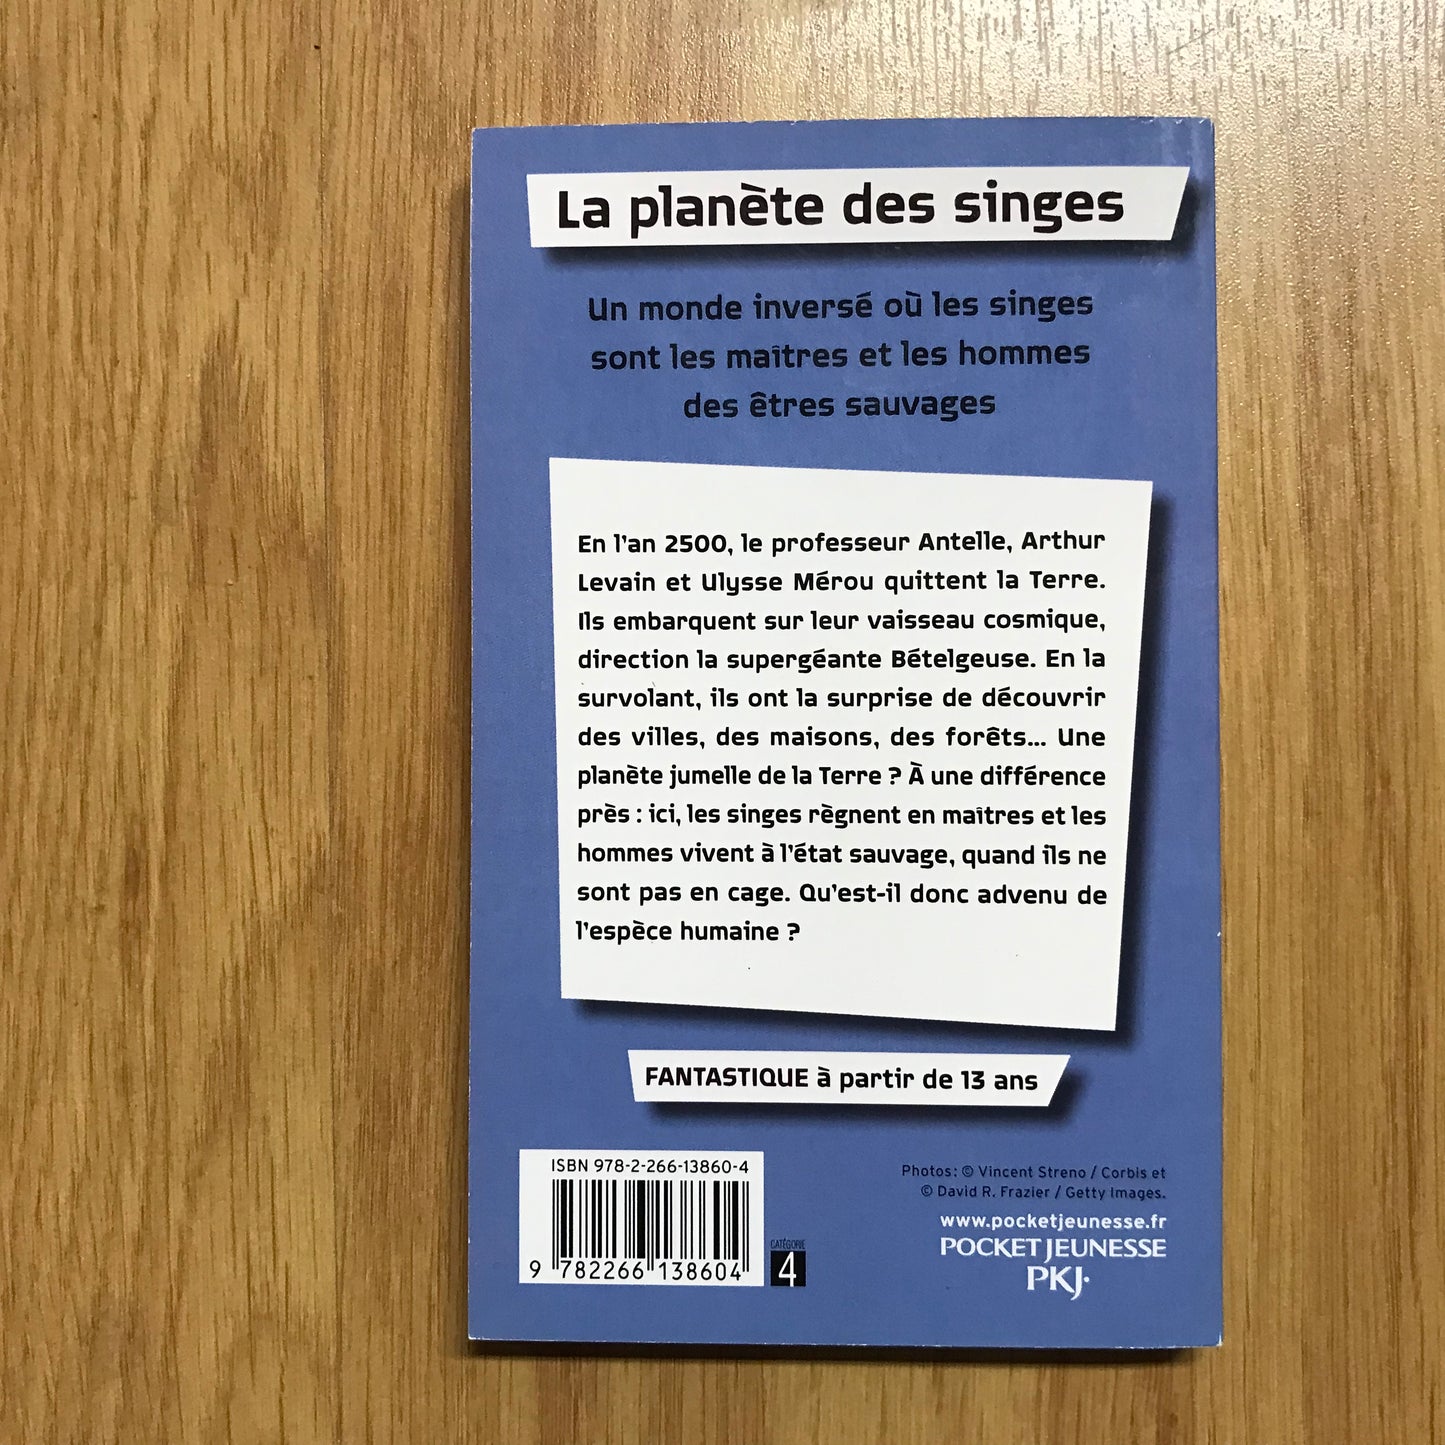 La planète des singes
Un monde inversé où les singes
sont les maîtres et les hommes
des êtres sauvages
En l'an 2500, le professeur Antelle, Arthur
Levain et Ulysse Mérou quittent la Terre.
Ils embarquent sur leur vaisseau cosmique,
direction la supergéante Bételgeuse. En la
survolant, ils ont la surprise de découvrir
des villes, des maisons, des forêts... Une
planète jumelle de la Terre ? À une différence
près : ici, les singes règnent en maîtres et les
hommes vivent à l'état sauvage, quand ils ne
sont pas en cage. Qu'est-il donc advenu de
l'espèce humaine ?
FANTASTIQUE à partir de 13 ans
ISBN 978-2-266-13860-4
9 782266 138604
CATÉGORIE
4
Photos : © Vincent Streno / Corbis et
© David R. Frazier / Getty Images.
www.pocketjeunesse.fr
POCKET JEUNESSE
PKJ·